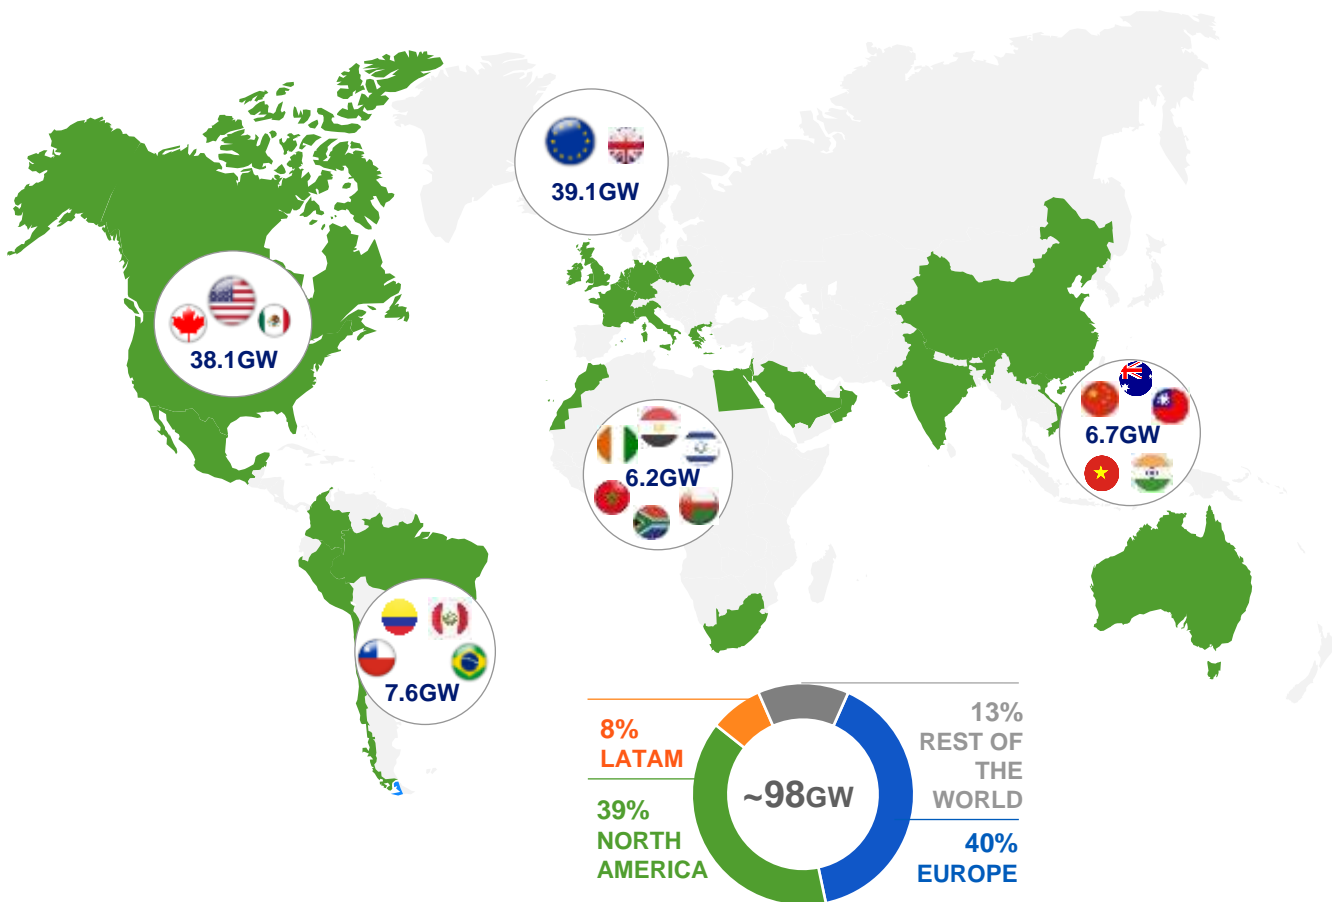 39.1GW
38.1GW
6.7GW
6.2GW
7.6GW
8%
LATAM
39%
NORTH
AMERICA
~98GW
13%
REST OF
THE
WORLD
40%
EUROPE